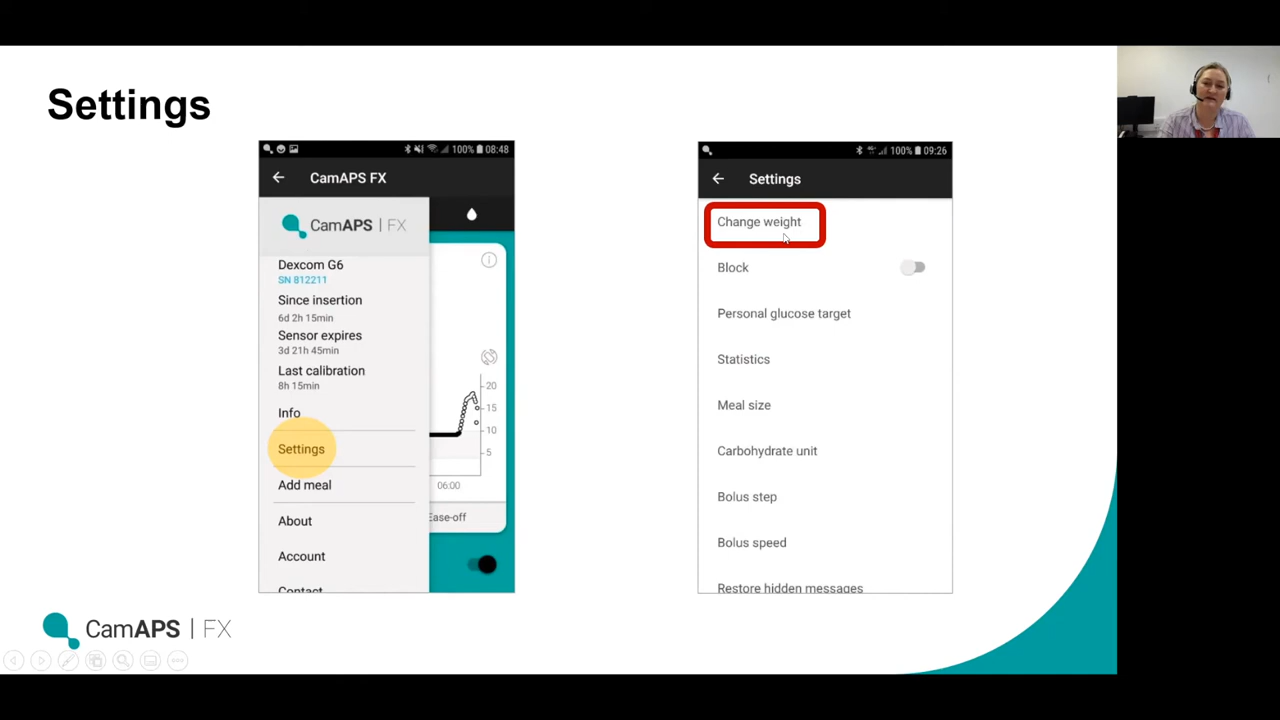 Settings
100% 08:48
CamAPS FX
CamAPS | FX
Dexcom G6
SN 812211
Since insertion
6d 2h 15min
Sensor expires
3d 21h 45min
Last calibration
8h 15min
Info
Settings
Add meal
About
Account
Contact
20
15
10
5
06:00
Ease-off
100% 09:26
Settings
Change weight
Block
Personal glucose target
Statistics
Meal size
Carbohydrate unit
Bolus step
Bolus speed
Restore hidden messages
CamAPS | FX